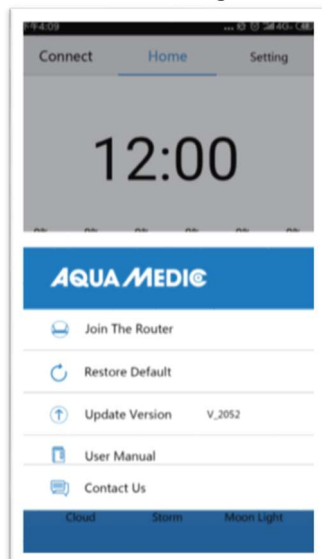 Connect Home Setting
12:00
AQUA MEDIC
Join The Router
Restore Default
Update Version V_2052
User Manual
Contact Us
Cloud Storm Moon Light